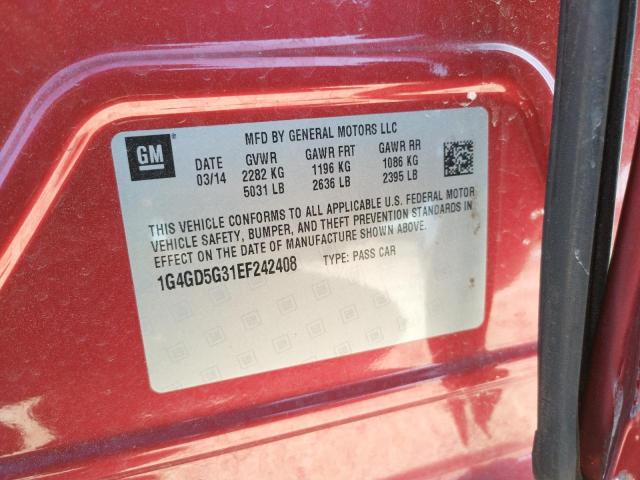 GM
MFD BY GENERAL MOTORS LLC
DATE GVWR GAWR FRT GAWR RR
03/14 2282 KG 1196 KG 1086 KG
5031 LB 2636 LB 2395 LB
THIS VEHICLE CONFORMS TO ALL APPLICABLE U.S. FEDERAL MOTOR
VEHICLE SAFETY, BUMPER, AND THEFT PREVENTION STANDARDS IN
EFFECT ON THE DATE OF MANUFACTURE SHOWN ABOVE.
1G4GD5G31EF242408 TYPE: PASS CAR